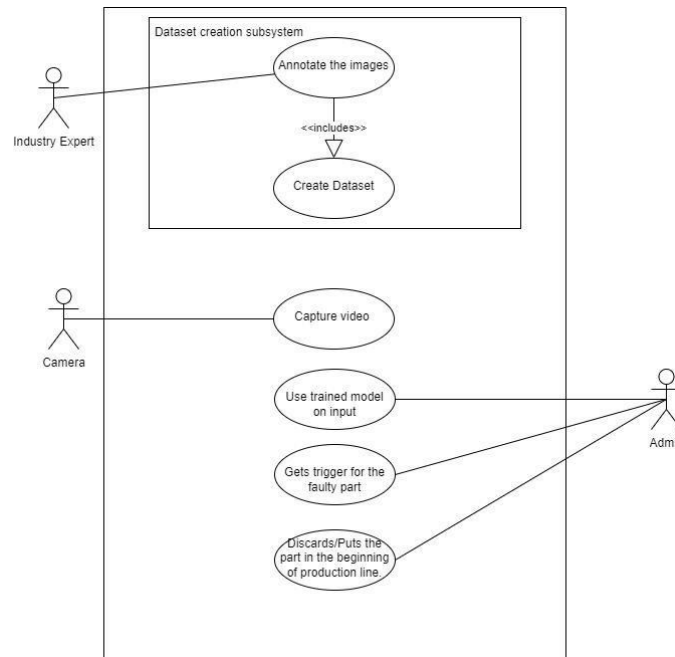 Dataset creation subsystem
Annotate the images
Industry Expert
<<includes>>
Create Dataset
Capture video
Camera
Use trained model
on input
Adm
Gets trigger for the
faulty part
Discards/Puts the
part in the beginning
of production line.